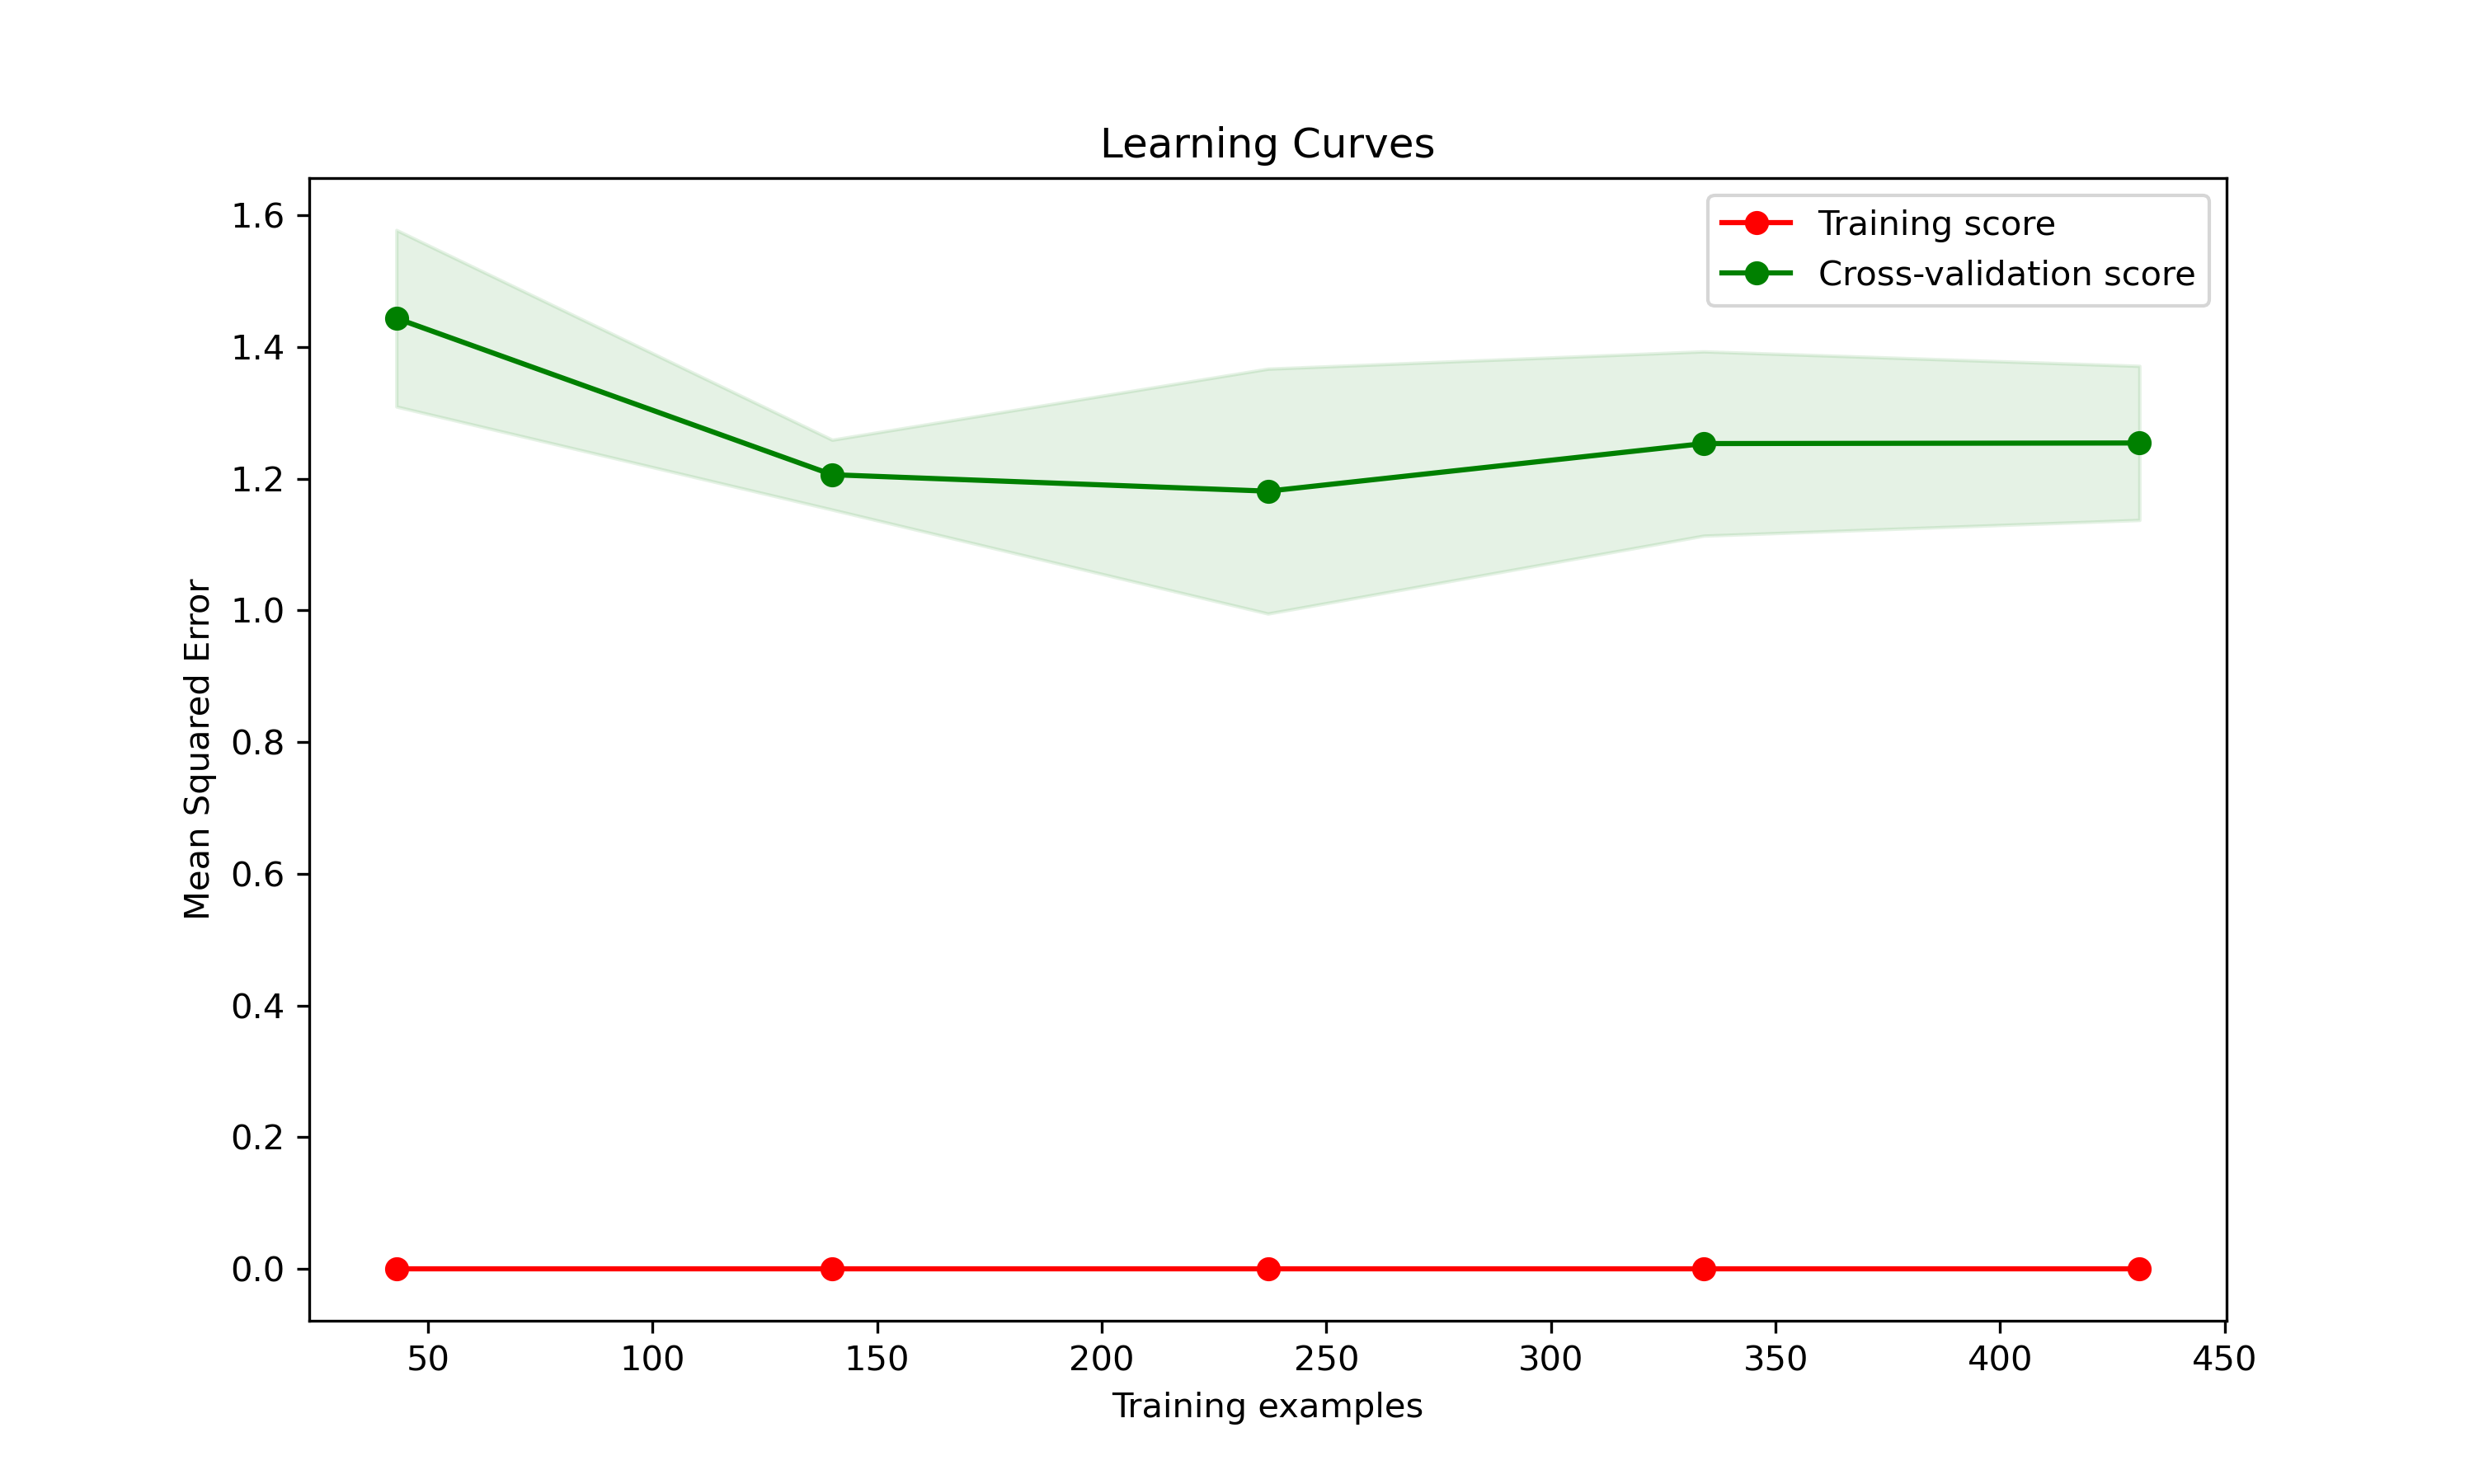 Learning Curves
Training score
Cross-validation score
Mean Squared Error
1.6
1.4
1.2
1.0
0.8
0.6
0.4
0.2
0.0
50 100 150 200 250 300 350 400 450
Training examples